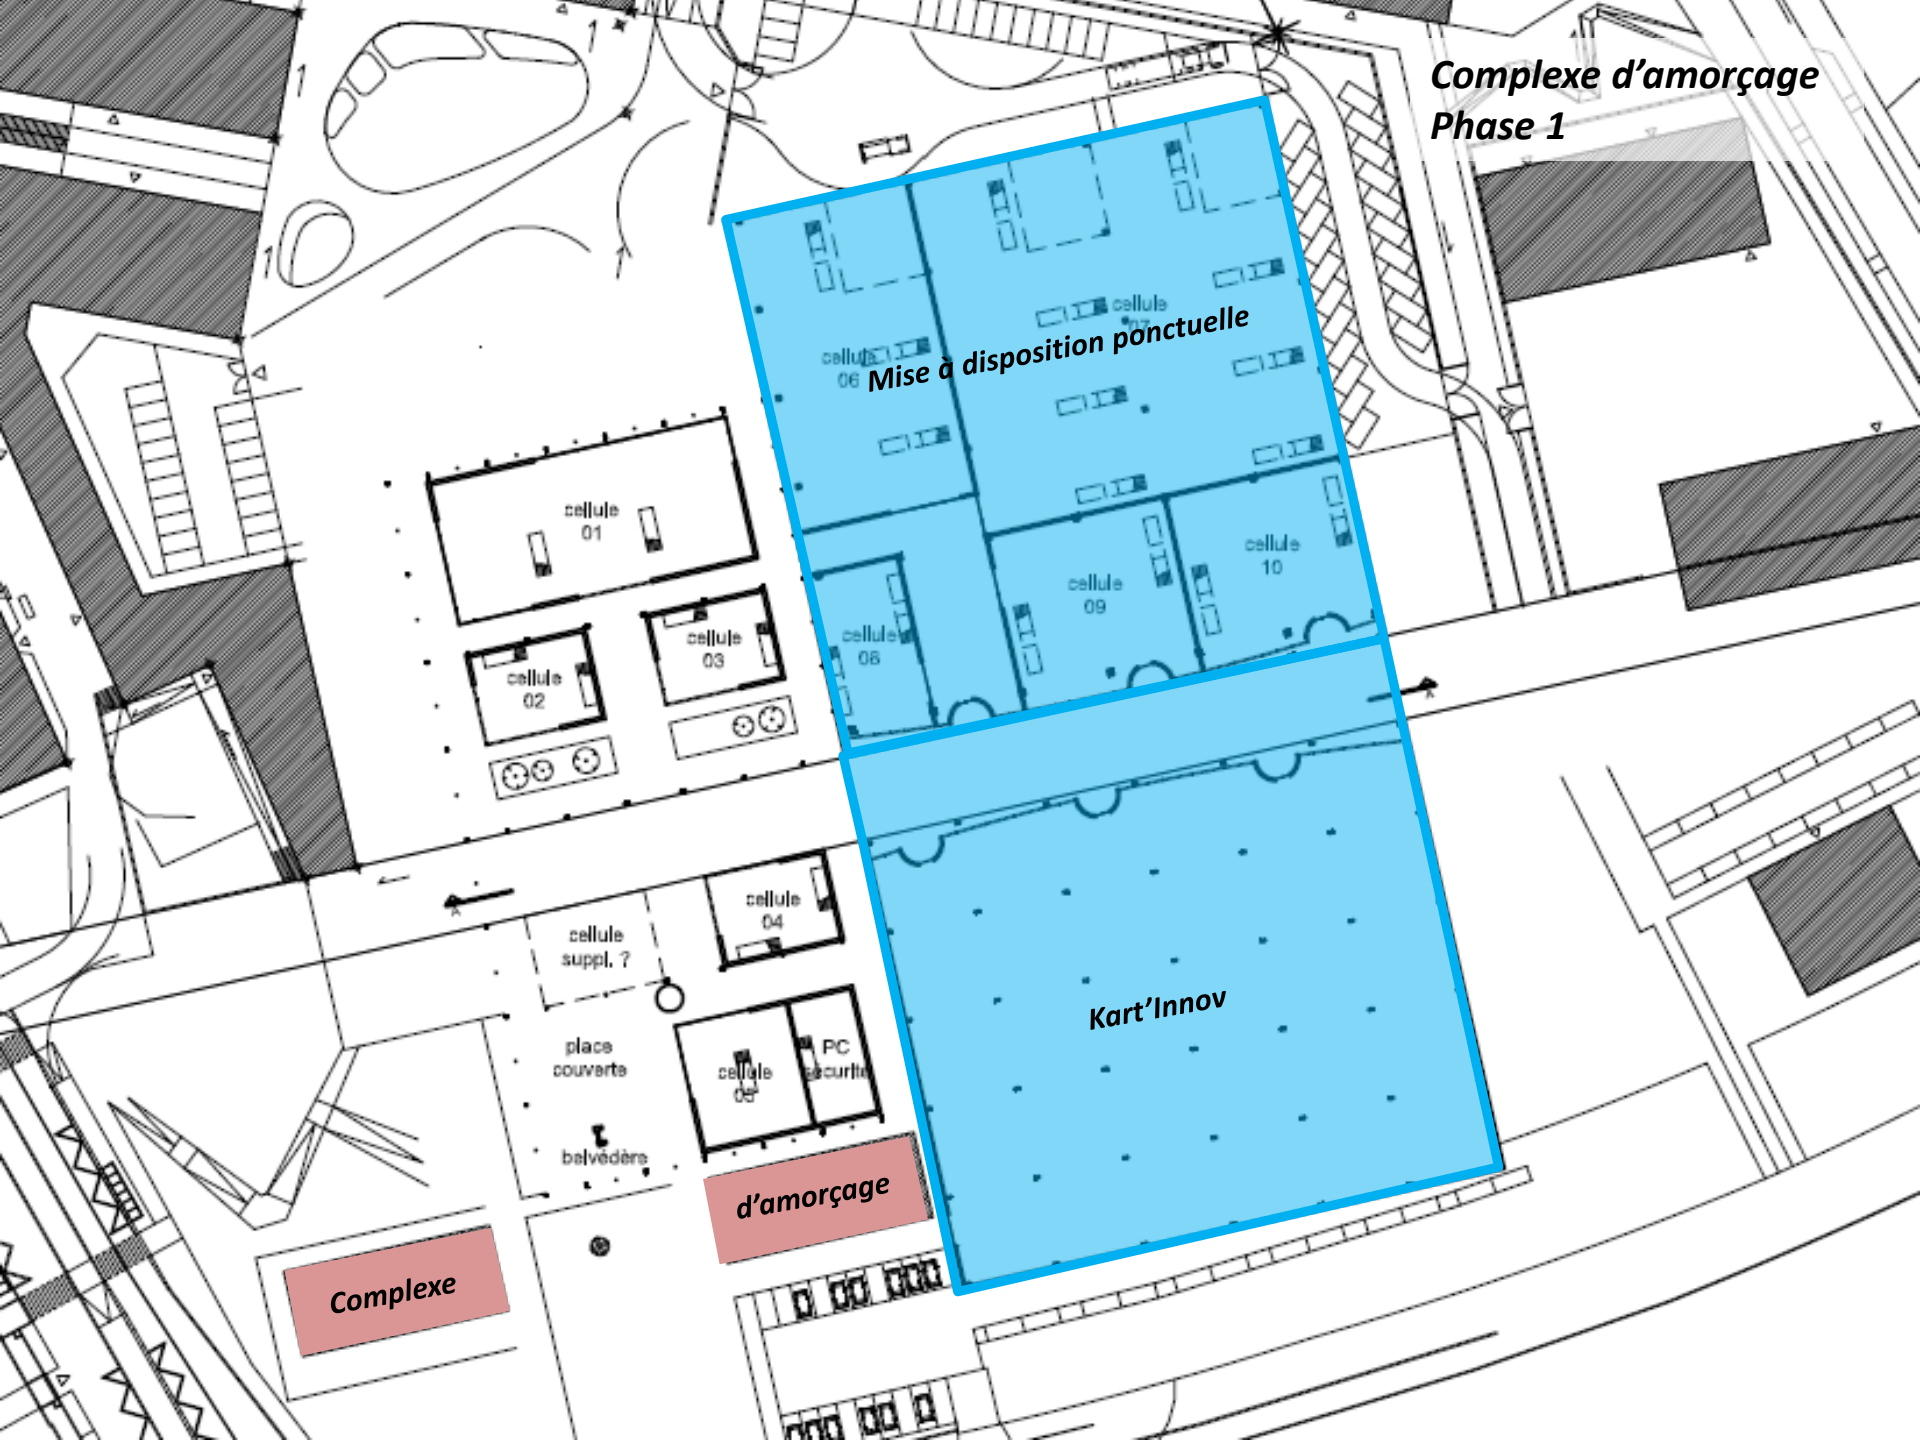 Complexe d’amorçage
Phase 1
cellule
07
Mise à disposition ponctuelle
cellule
06
cellule
01
cellule
10
cellule
09
cellule
03
cellule
08
cellule
02
cellule
04
cellule
suppl. ?
Kart’Innov
place
couverte
PC
sécurité
cellule
05
belvédère
d’amorçage
Complexe
A
A